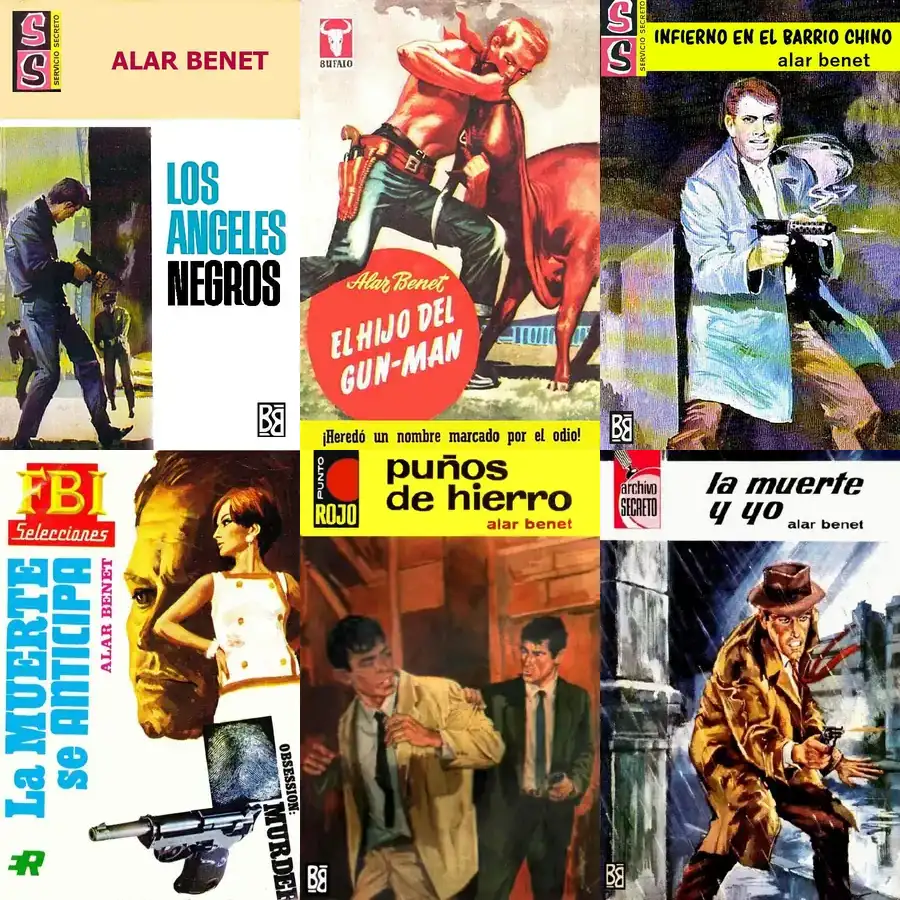 SS
SERVICIO SECRETO
ALAR BENET
LOS
ANGELES
NEGROS
BB
BUFALO
Alar Benet
EL HIJO DEL
GUN-MAN
¡Heredó un nombre marcado por el odio!
SS
SERVICIO SECRETO
INFIERNO EN EL BARRIO CHINO
alar benet
BB
FBI
Selecciones
La MUERTE
se ANTICIPA
ALAR BENET
OBSESSION:
MURDER
R
PUNTO
ROJO
puños
de hierro
alar benet
BB
archivo
SECRETO
la muerte
y yo
alar benet
BB